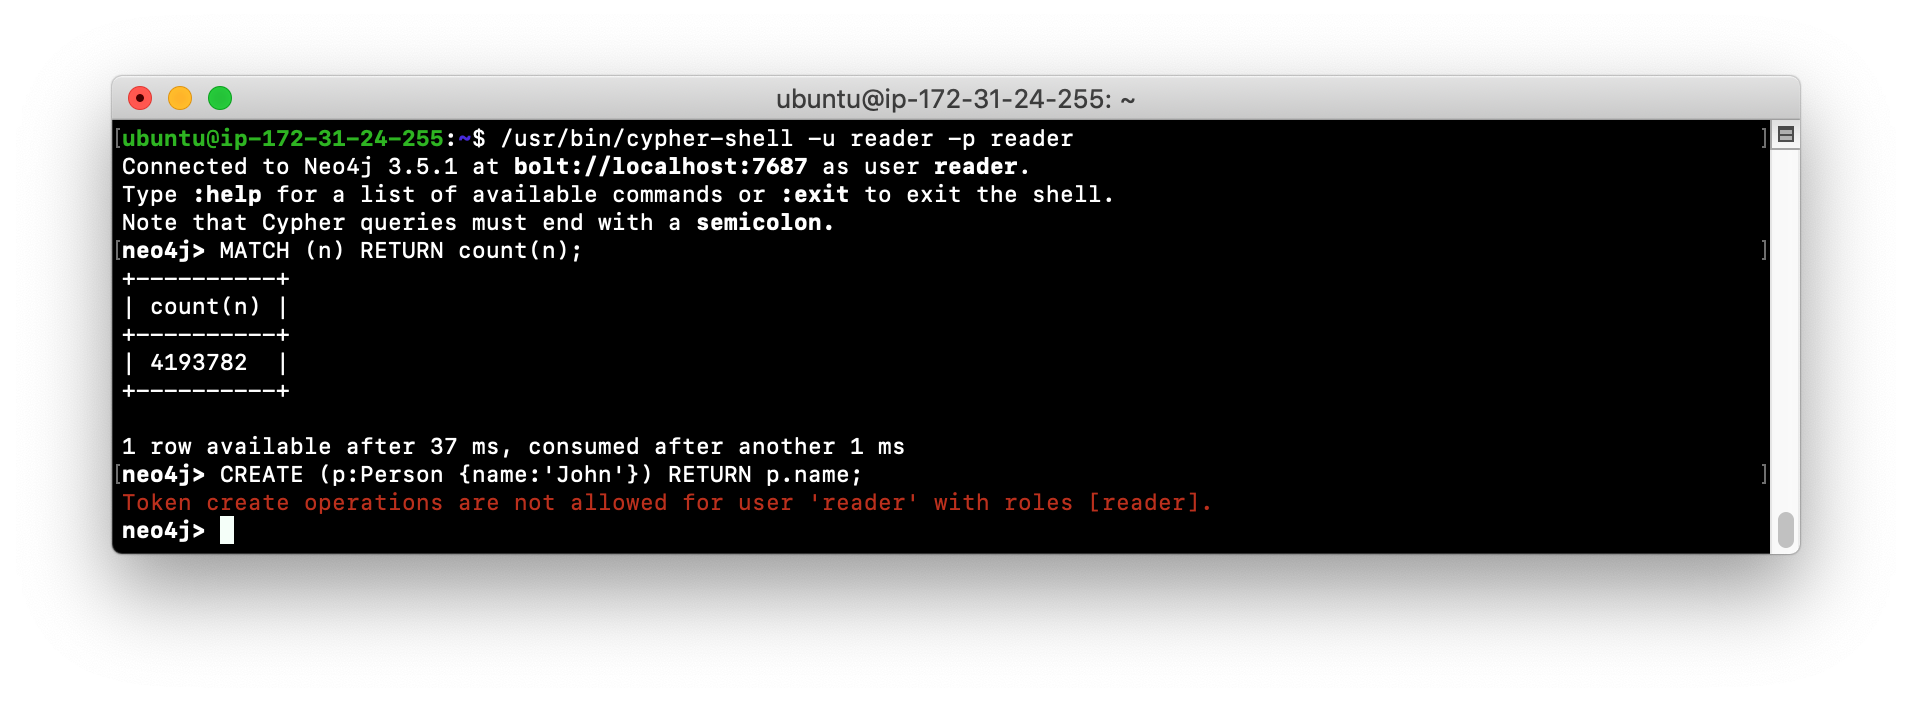 ubuntu@ip-172-31-24-255: ~
[ubuntu@ip-172-31-24-255:~$ /usr/bin/cypher-shell -u reader -p reader ]
Connected to Neo4j 3.5.1 at bolt://localhost:7687 as user reader.
Type :help for a list of available commands or :exit to exit the shell.
Note that Cypher queries must end with a semicolon.
[neo4j> MATCH (n) RETURN count(n); ]
+----------+
| count(n) |
+----------+
| 4193782  |
+----------+
1 row available after 37 ms, consumed after another 1 ms
[neo4j> CREATE (p:Person {name:'John'}) RETURN p.name; ]
Token create operations are not allowed for user 'reader' with roles [reader].
neo4j>